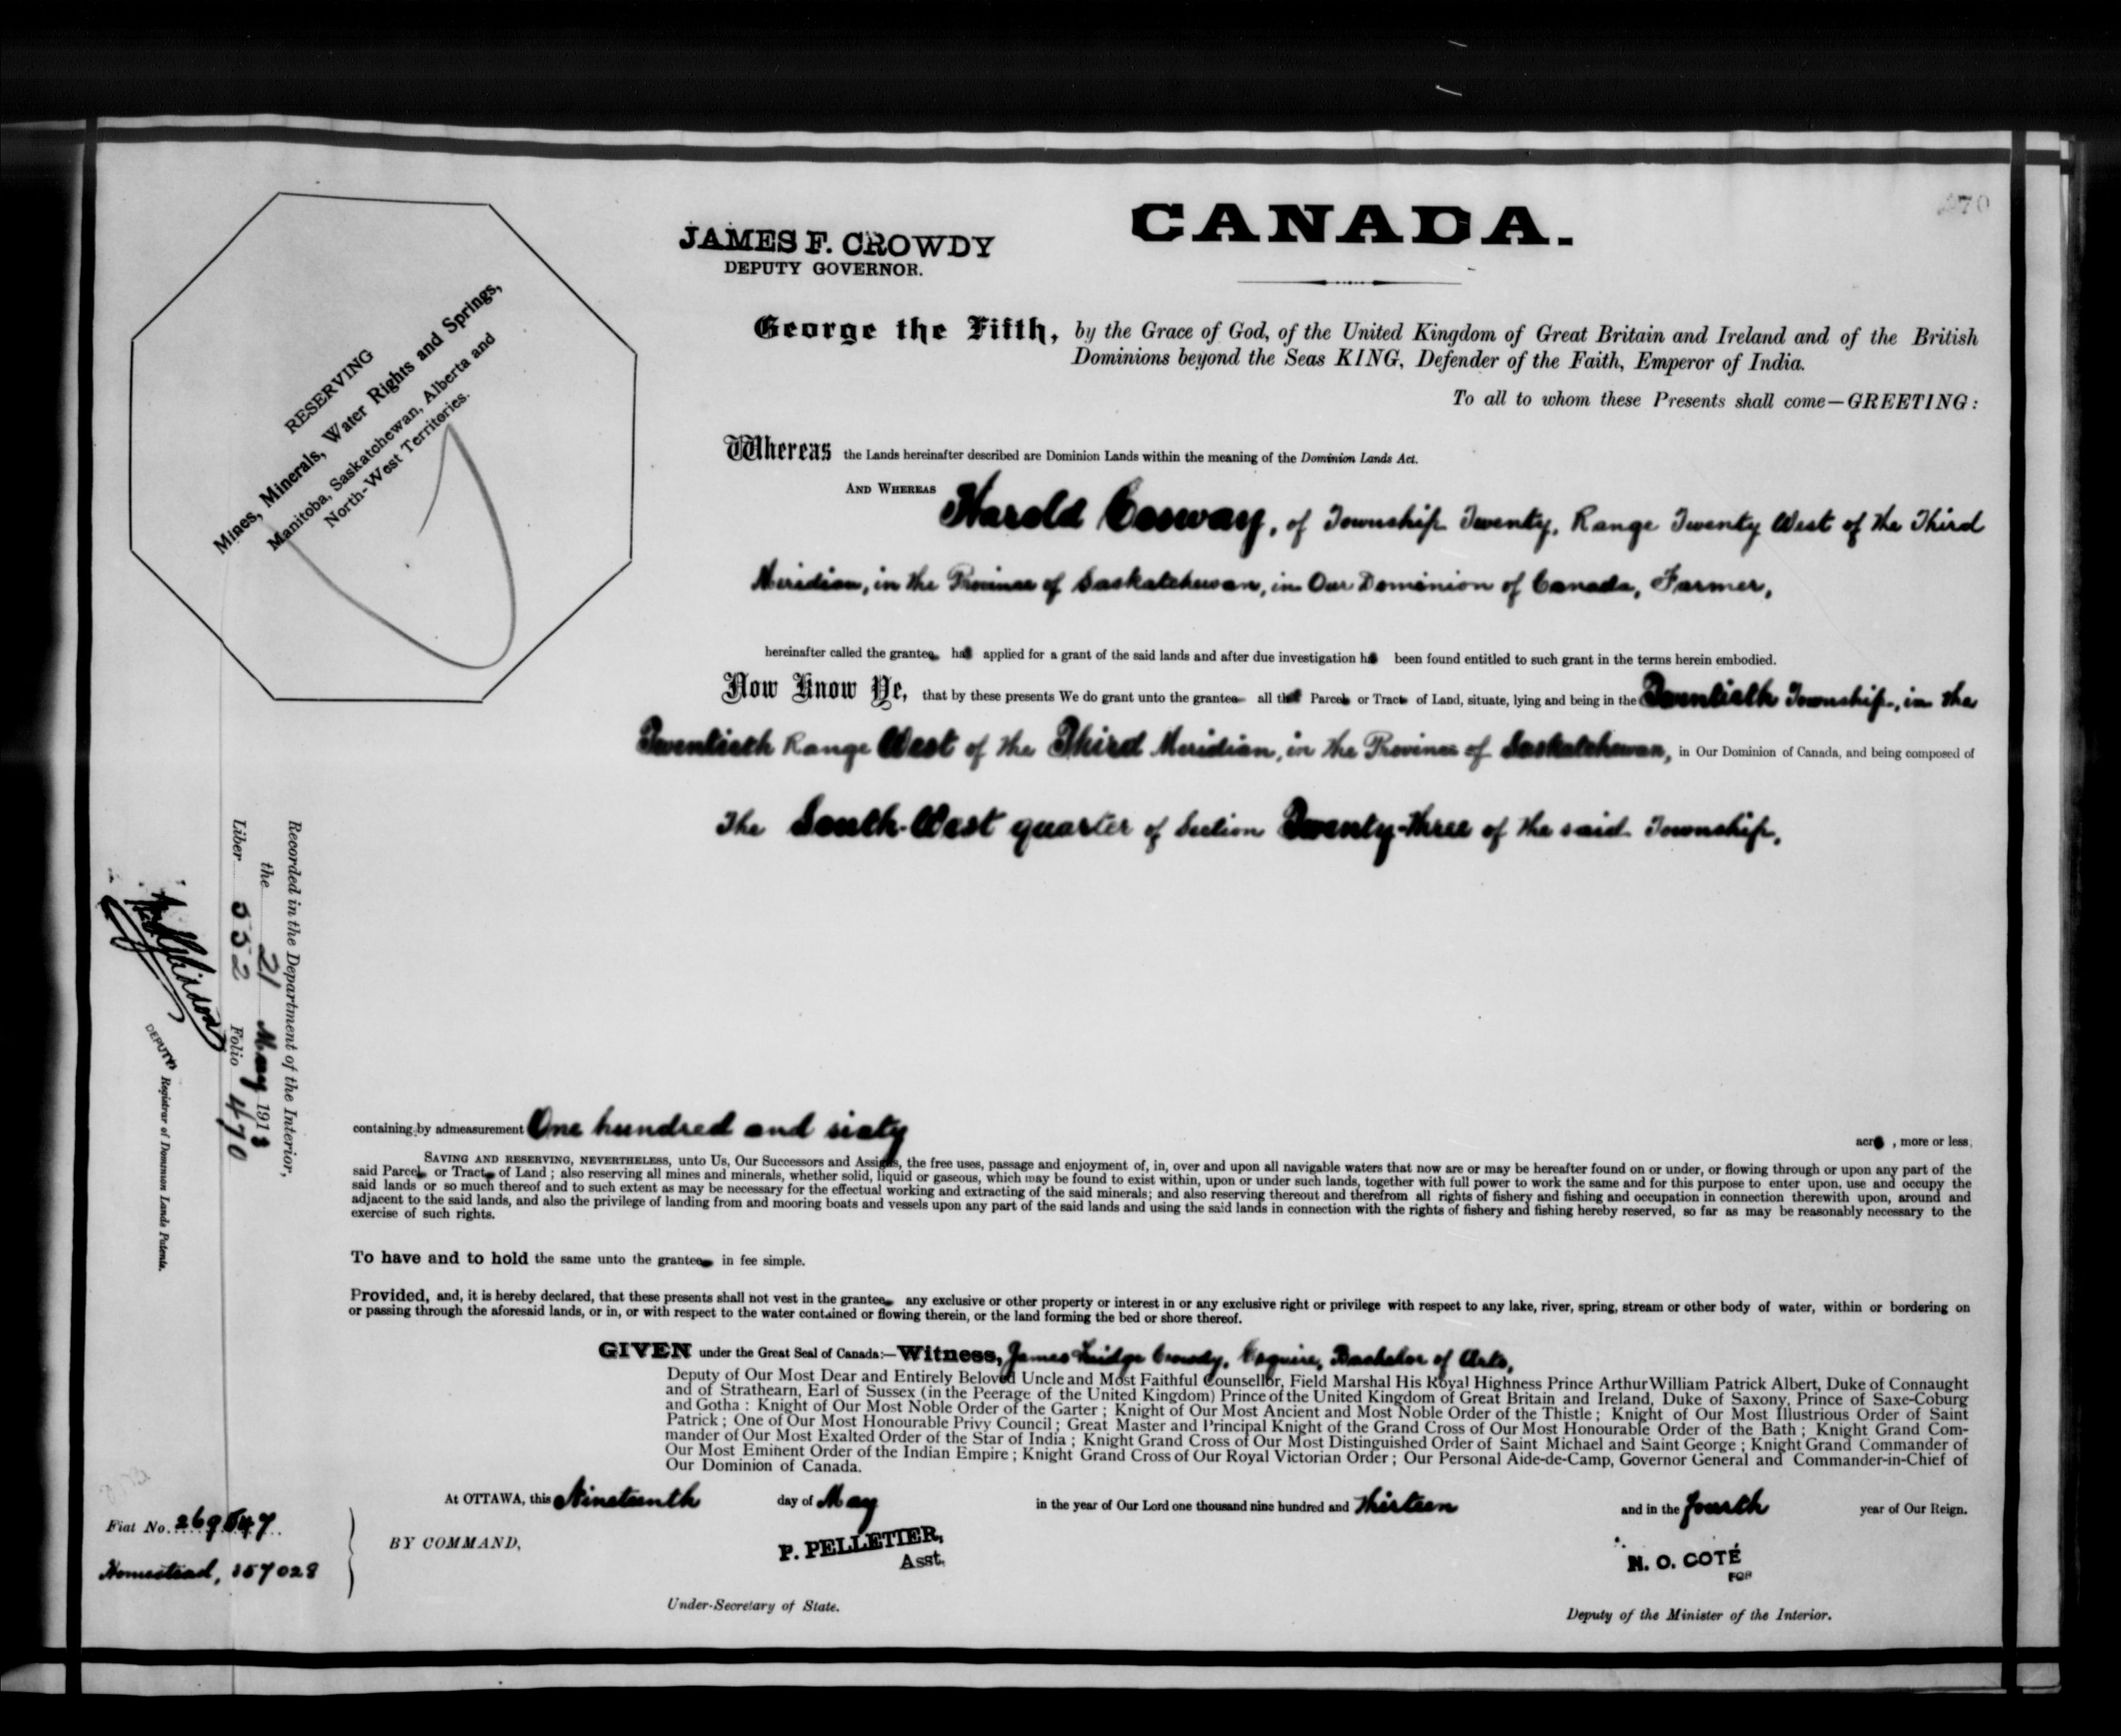 CANADA.
JAMES F. CROWDY
DEPUTY GOVERNOR.
RESERVING
Mines, Minerals, Water Rights and Springs,
Manitoba, Saskatchewan, Alberta and
North-West Territories.
George the Fifth, by the Grace of God, of the United Kingdom of Great Britain and Ireland and of the British
Dominions beyond the Seas KING, Defender of the Faith, Emperor of India.
To all to whom these Presents shall come—GREETING:
Whereas the Lands hereinafter described are Dominion Lands within the meaning of the Dominion Lands Act.
AND WHEREAS Harold Conway, of Township Twenty, Range Twenty West of the Third
Meridian, in the Province of Saskatchewan, in Our Dominion of Canada, Farmer,
hereinafter called the grantee has applied for a grant of the said lands and after due investigation has been found entitled to such grant in the terms herein embodied.
Now Know Ye, that by these presents We do grant unto the grantee all that Parcel or Tract of Land, situate, lying and being in the Twentieth Township, in the
Twentieth Range West of the Third Meridian, in the Province of Saskatchewan, in Our Dominion of Canada, and being composed of
The South-West quarter of Section Twenty-three of the said Township,
containing by admeasurement One hundred and sixty acres, more or less.
SAVING AND RESERVING, NEVERTHELESS, unto Us, Our Successors and Assigns, the free uses, passage and enjoyment of, in, over and upon all navigable waters that now are or may be hereafter found on or under, or flowing through or upon any part of the
said Parcel or Tract of Land; also reserving all mines and minerals, whether solid, liquid or gaseous, which may be found to exist within, upon or under such lands, together with full power to work the same and for this purpose to enter upon, use and occupy the
said lands or so much thereof and to such extent as may be necessary for the effectual working and extracting of the said minerals; and also reserving thereout and therefrom all rights of fishery and fishing and occupation in connection therewith upon, around and
adjacent to the said lands, and also the privilege of landing from and mooring boats and vessels upon any part of the said lands and using the said lands in connection with the rights of fishery and fishing hereby reserved, so far as may be reasonably necessary to the
exercise of such rights.
To have and to hold the same unto the grantee in fee simple.
Provided, and, it is hereby declared, that these presents shall not vest in the grantee any exclusive or other property or interest in or any exclusive right or privilege with respect to any lake, river, spring, stream or other body of water, within or bordering on
or passing through the aforesaid lands, or in, or with respect to the water contained or flowing therein, or the land forming the bed or shore thereof.
GIVEN under the Great Seal of Canada:—Witness, James Crowdy, Esquire, Bachelor of Arts,
Deputy of Our Most Dear and Entirely Beloved Uncle and Most Faithful Counsellor, Field Marshal His Royal Highness Prince Arthur William Patrick Albert, Duke of Connaught
and of Strathearn, Earl of Sussex (in the Peerage of the United Kingdom) Prince of the United Kingdom of Great Britain and Ireland, Duke of Saxony, Prince of Saxe-Coburg
and Gotha: Knight of Our Most Noble Order of the Garter; Knight of Our Most Ancient and Most Noble Order of the Thistle; Knight of Our Most Illustrious Order of Saint
Patrick; One of Our Most Honourable Privy Council; Great Master and Principal Knight of the Grand Cross of Our Most Honourable Order of the Bath; Knight Grand Com-
mander of Our Most Exalted Order of the Star of India; Knight Grand Cross of Our Most Distinguished Order of Saint Michael and Saint George; Knight Grand Commander of
Our Most Eminent Order of the Indian Empire; Knight Grand Cross of Our Royal Victorian Order; Our Personal Aide-de-Camp, Governor General and Commander-in-Chief of
Our Dominion of Canada.
At OTTAWA, this Nineteenth day of May in the year of Our Lord one thousand nine hundred and thirteen and in the fourth year of Our Reign.
BY COMMAND,
P. PELLETIER,
Asst.
Under-Secretary of State.
N. O. COTÉ
FOR
Deputy of the Minister of the Interior.
Recorded in the Department of the Interior,
the 21 May 1913
Liber 552 Folio 470
DEPUTY Registrar of Dominion Lands Patents.
Fiat No.
Homestead,